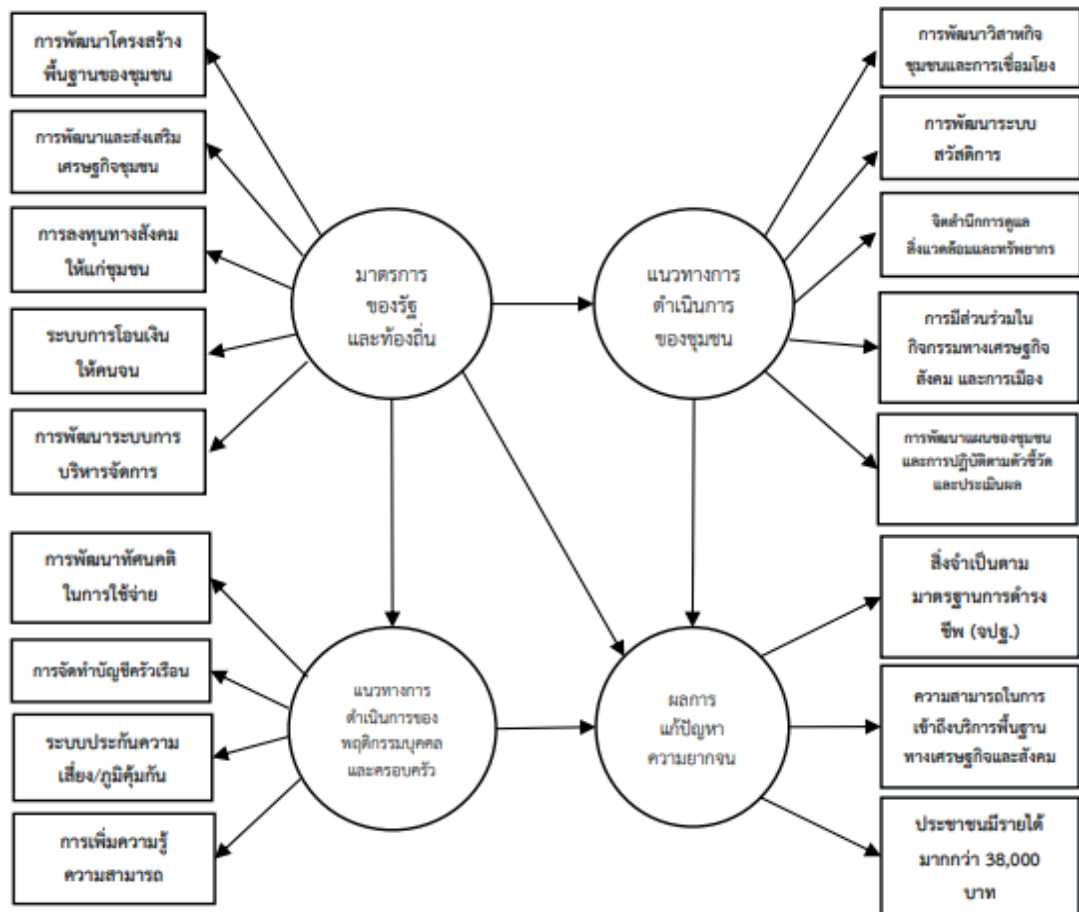 การพัฒนาโครงสร้าง
พื้นฐานของชุมชน
การพัฒนาและส่งเสริม
เศรษฐกิจชุมชน
การลงทุนทางสังคม
ให้แก่ชุมชน
ระบบการโอนเงิน
ให้คนจน
การพัฒนาระบบการ
บริหารจัดการ
มาตรการ
ของรัฐ
และท้องถิ่น
แนวทางการ
ดำเนินการ
ของชุมชน
การพัฒนาวิสาหกิจ
ชุมชนและการเชื่อมโยง
การพัฒนาระบบ
สวัสดิการ
จิตสำนึกการดูแล
สิ่งแวดล้อมและทรัพยากร
การมีส่วนร่วมใน
กิจกรรมทางเศรษฐกิจ
สังคม และการเมือง
การพัฒนาแผนของชุมชน
และการปฏิบัติตามตัวชี้วัด
และประเมินผล
การพัฒนาทัศนคติ
ในการใช้จ่าย
การจัดทำบัญชีครัวเรือน
ระบบประกันความ
เสี่ยง/ภูมิคุ้มกัน
การเพิ่มความรู้
ความสามารถ
แนวทางการ
ดำเนินการของ
พฤติกรรมบุคคล
และครอบครัว
ผลการ
แก้ปัญหา
ความยากจน
สิ่งจำเป็นตาม
มาตรฐานการดำรง
ชีพ (จปฐ.)
ความสามารถในการ
เข้าถึงบริการพื้นฐาน
ทางเศรษฐกิจและสังคม
ประชาชนมีรายได้
มากกว่า 38,000
บาท